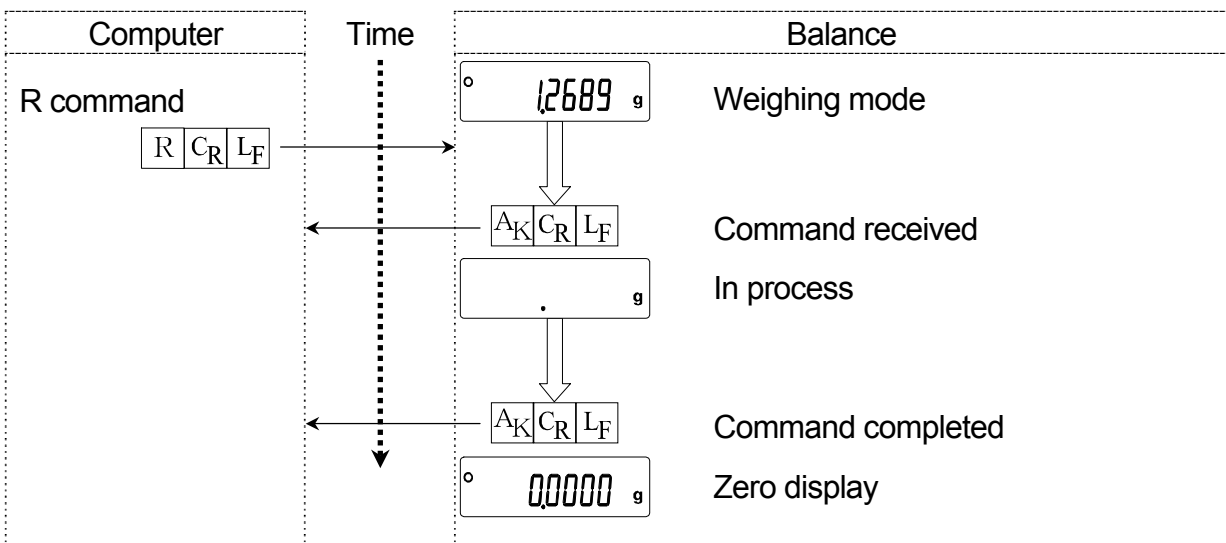 Computer Time Balance
1.2689 g Weighing mode
R command
R CR LF
AK CR LF Command received
. g In process
AK CR LF Command completed
0.0000 g Zero display